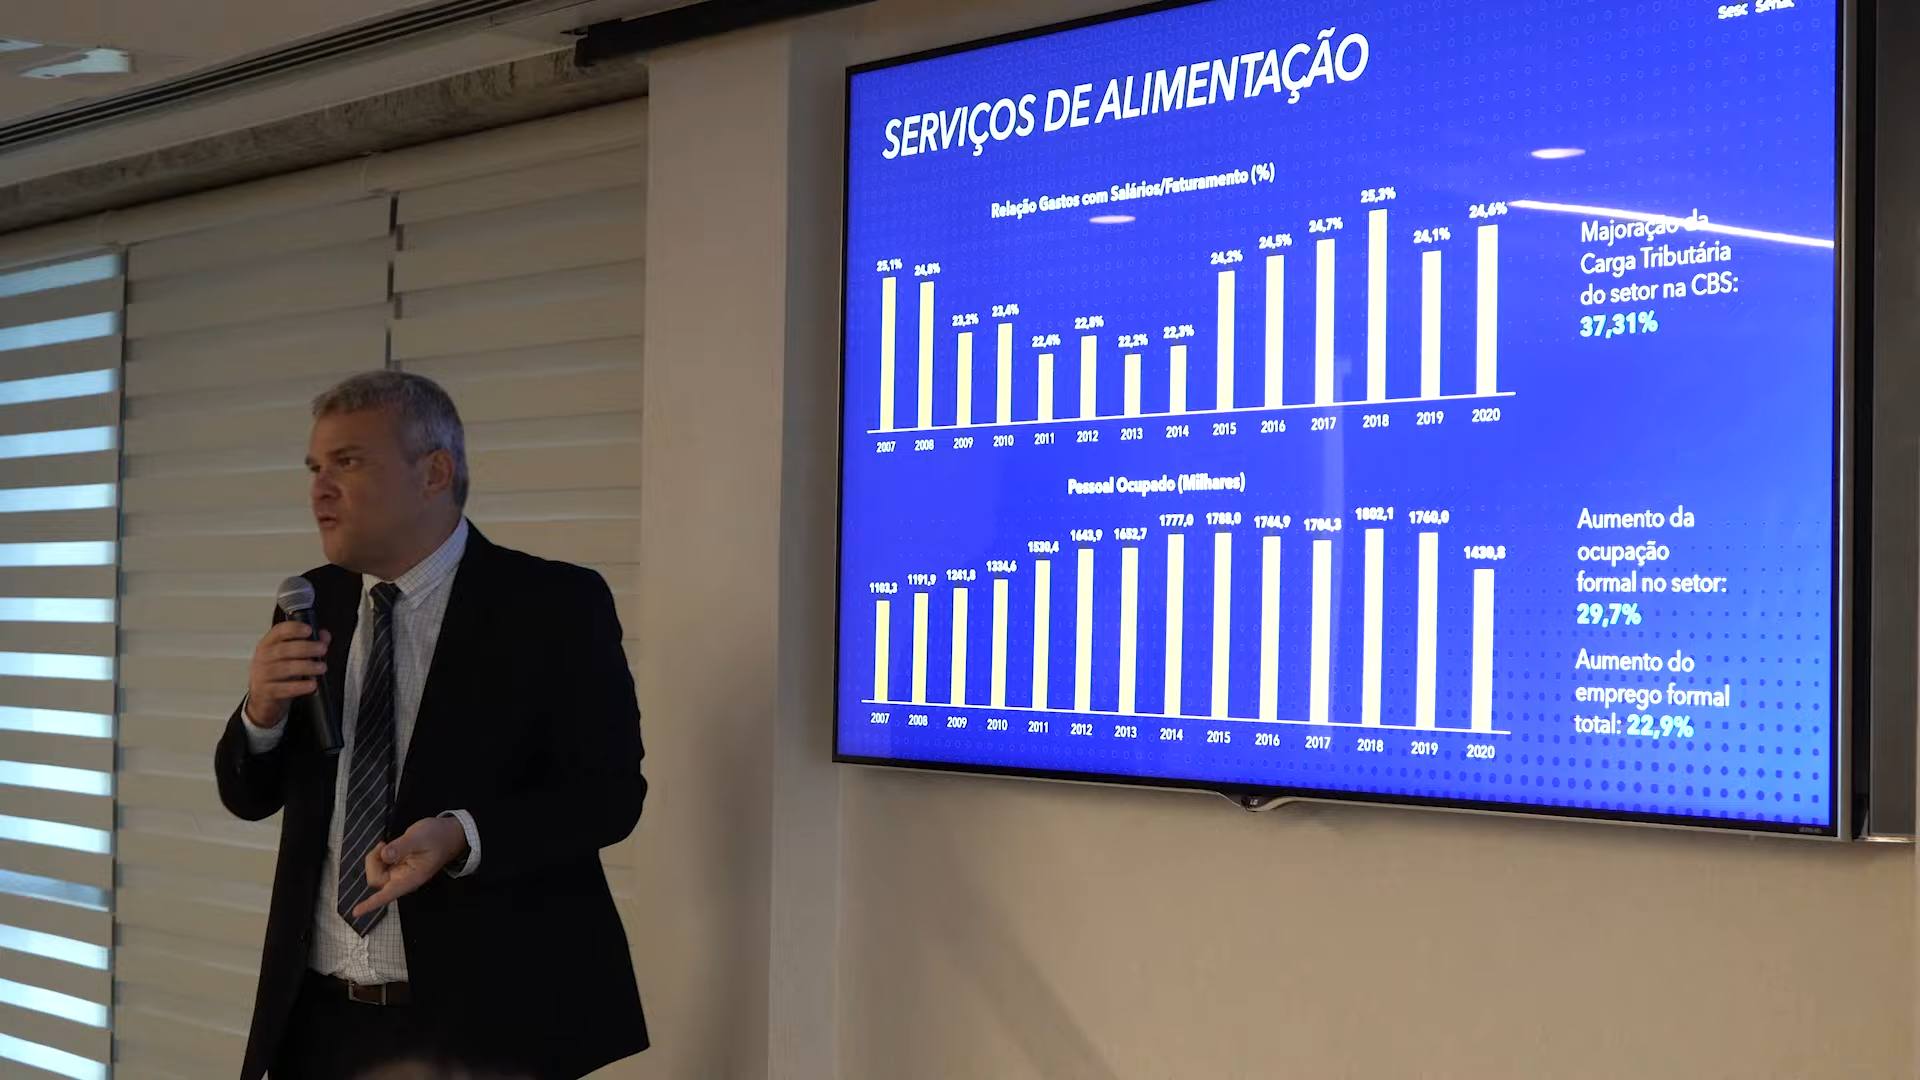 Sesc Senac
SERVIÇOS DE ALIMENTAÇÃO
Relação Gastos com Salários/Faturamento (%)
25,1% 24,8% 23,2% 23,4% 22,4% 22,8% 22,2% 22,3% 24,2% 24,5% 24,7% 25,3% 24,1% 24,6%
2007 2008 2009 2010 2011 2012 2013 2014 2015 2016 2017 2018 2019 2020
Majoração da
Carga Tributária
do setor na CBS:
37,31%
Pessoal Ocupado (Milhares)
1103,3 1191,9 1241,8 1334,6 1530,4 1643,9 1652,7 1777,0 1788,0 1744,9 1704,3 1802,1 1760,0 1430,8
2007 2008 2009 2010 2011 2012 2013 2014 2015 2016 2017 2018 2019 2020
Aumento da
ocupação
formal no setor:
29,7%
Aumento do
emprego formal
total: 22,9%
LG